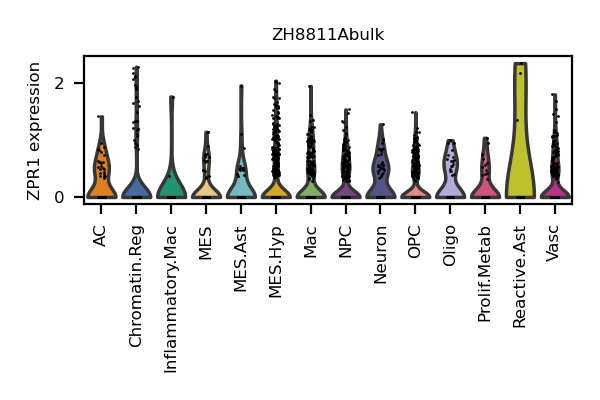 ZH8811Abulk
ZPR1 expression
2
0
AC
Chromatin.Reg
Inflammatory.Mac
MES
MES.Ast
MES.Hyp
Mac
NPC
Neuron
OPC
Oligo
Prolif.Metab
Reactive.Ast
Vasc